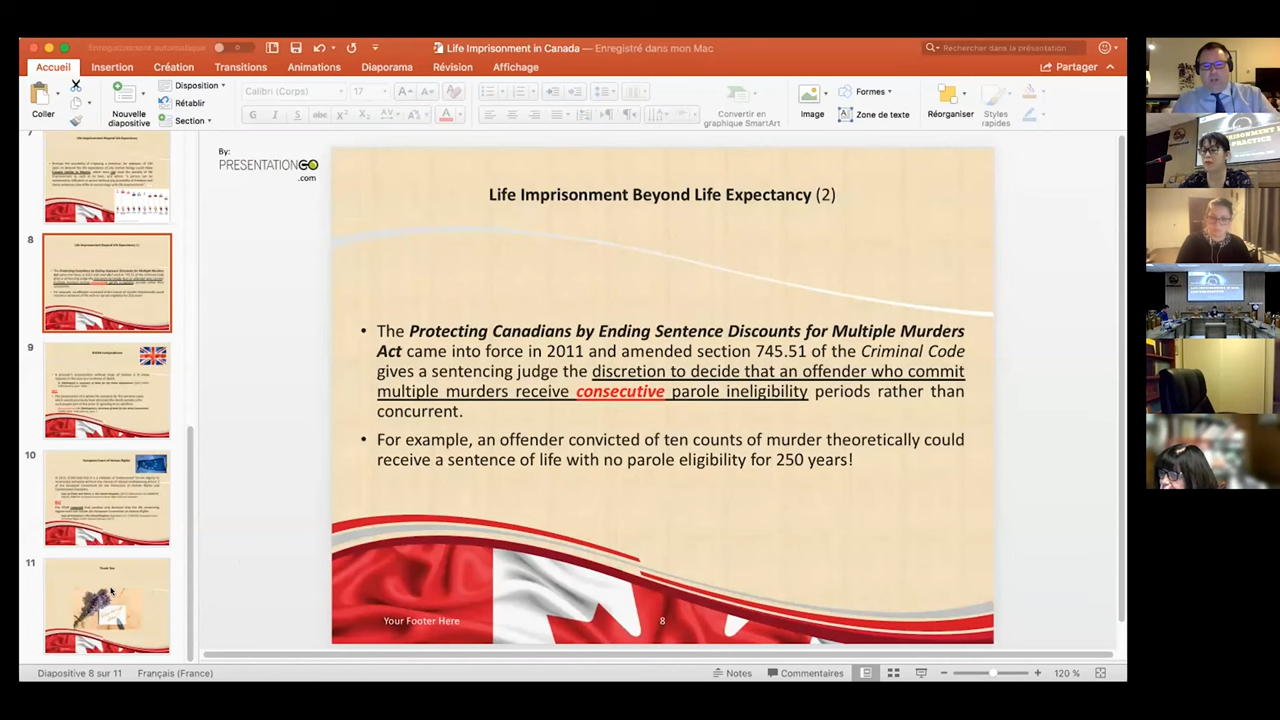 Enregistrement automatique
Life Imprisonment in Canada — Enregistré dans mon Mac
Rechercher dans la présentation
Accueil Insertion Création Transitions Animations Diaporama Révision Affichage Partager
Coller
Nouvelle diapositive
Disposition
Rétablir
Section
Calibri (Corps) 17
G I S abc
Convertir en graphique SmartArt
Image
Formes
Zone de texte
Réorganiser
Styles rapides
7
8
9
10
11
Thank You
By:
PRESENTATIONGO
.com
Life Imprisonment Beyond Life Expectancy (2)
• The Protecting Canadians by Ending Sentence Discounts for Multiple Murders
Act came into force in 2011 and amended section 745.51 of the Criminal Code
gives a sentencing judge the discretion to decide that an offender who commit
multiple murders receive consecutive parole ineligibility periods rather than
concurrent.
• For example, an offender convicted of ten counts of murder theoretically could
receive a sentence of life with no parole eligibility for 250 years!
Your Footer Here 8
Diapositive 8 sur 11 Français (France) Notes Commentaires 120 %